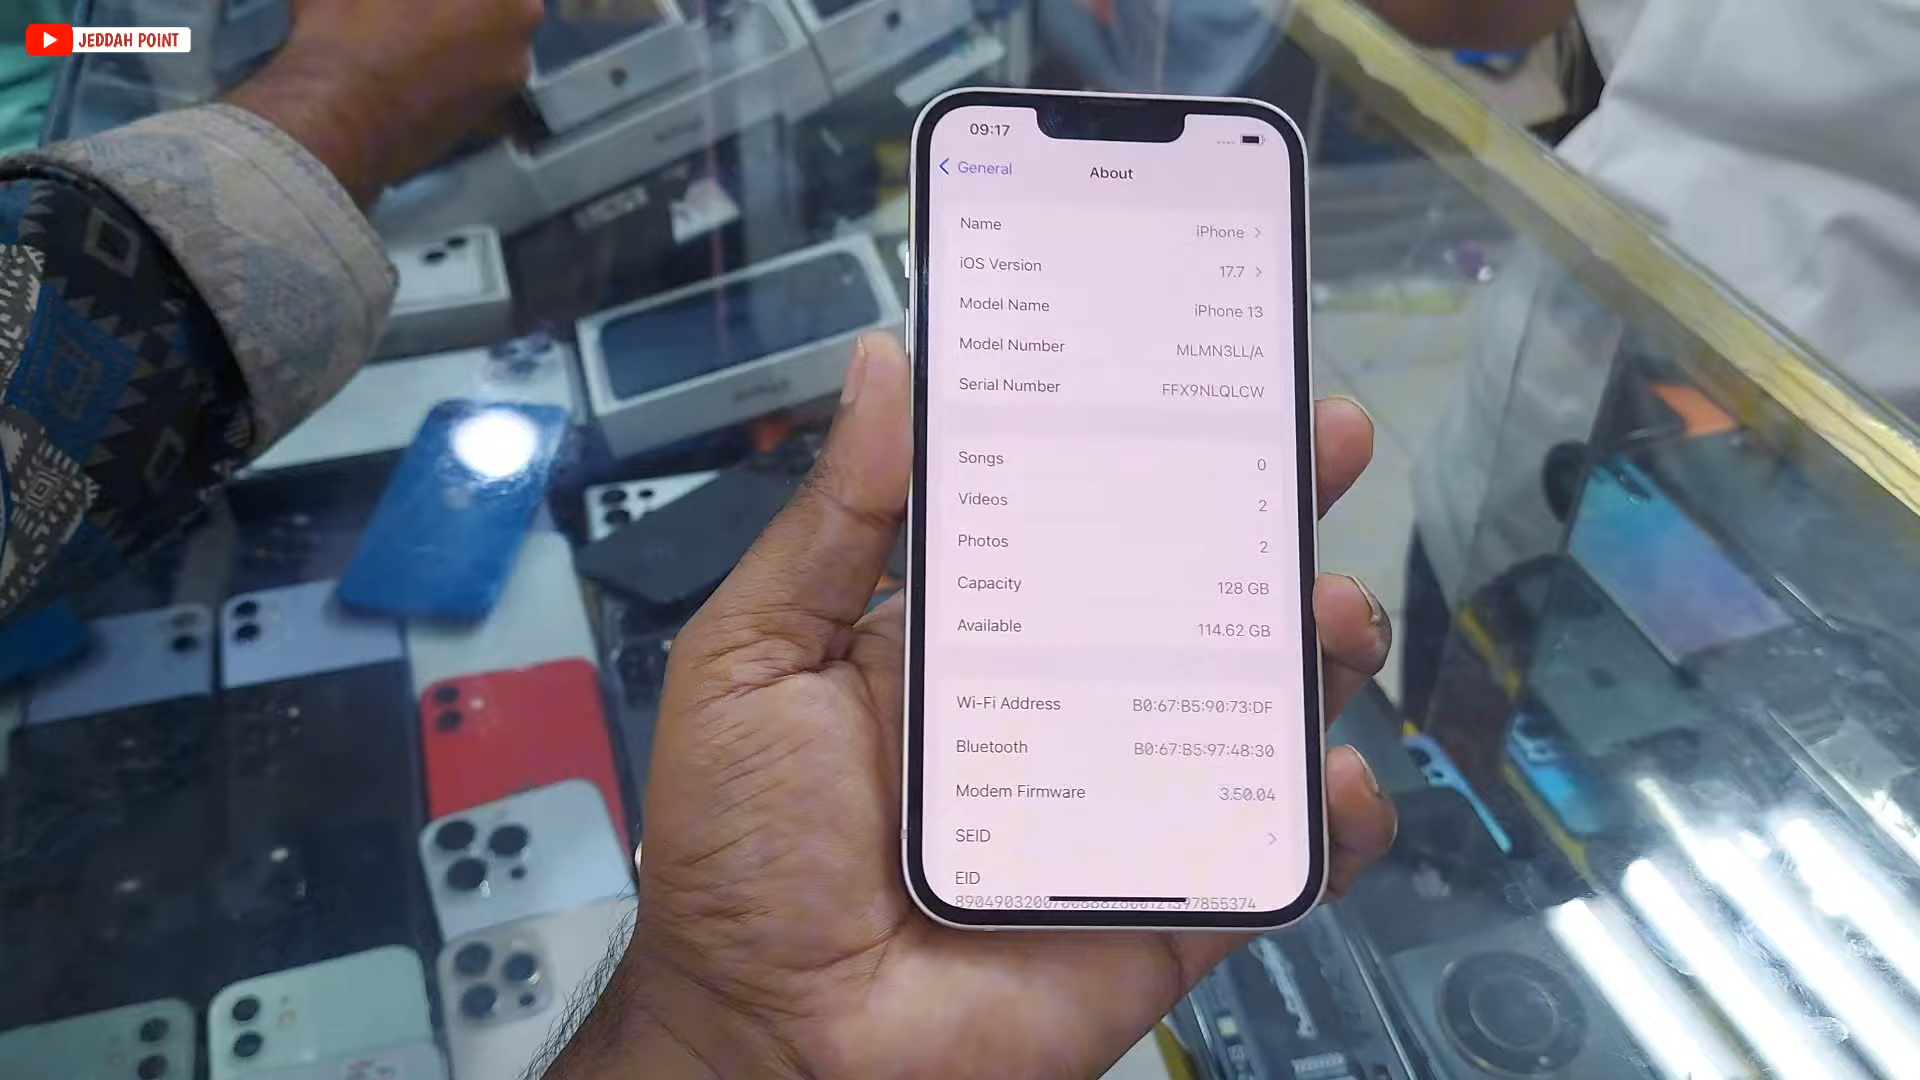 JEDDAH POINT
09:17
General
About
Name iPhone
iOS Version 17.7
Model Name iPhone 13
Model Number MLMN3LL/A
Serial Number FFX9NLQLCW
Songs 0
Videos 2
Photos 2
Capacity 128 GB
Available 114.62 GB
Wi-Fi Address B0:67:B5:90:73:DF
Bluetooth B0:67:B5:97:48:30
Modem Firmware 3.50.04
SEID
EID